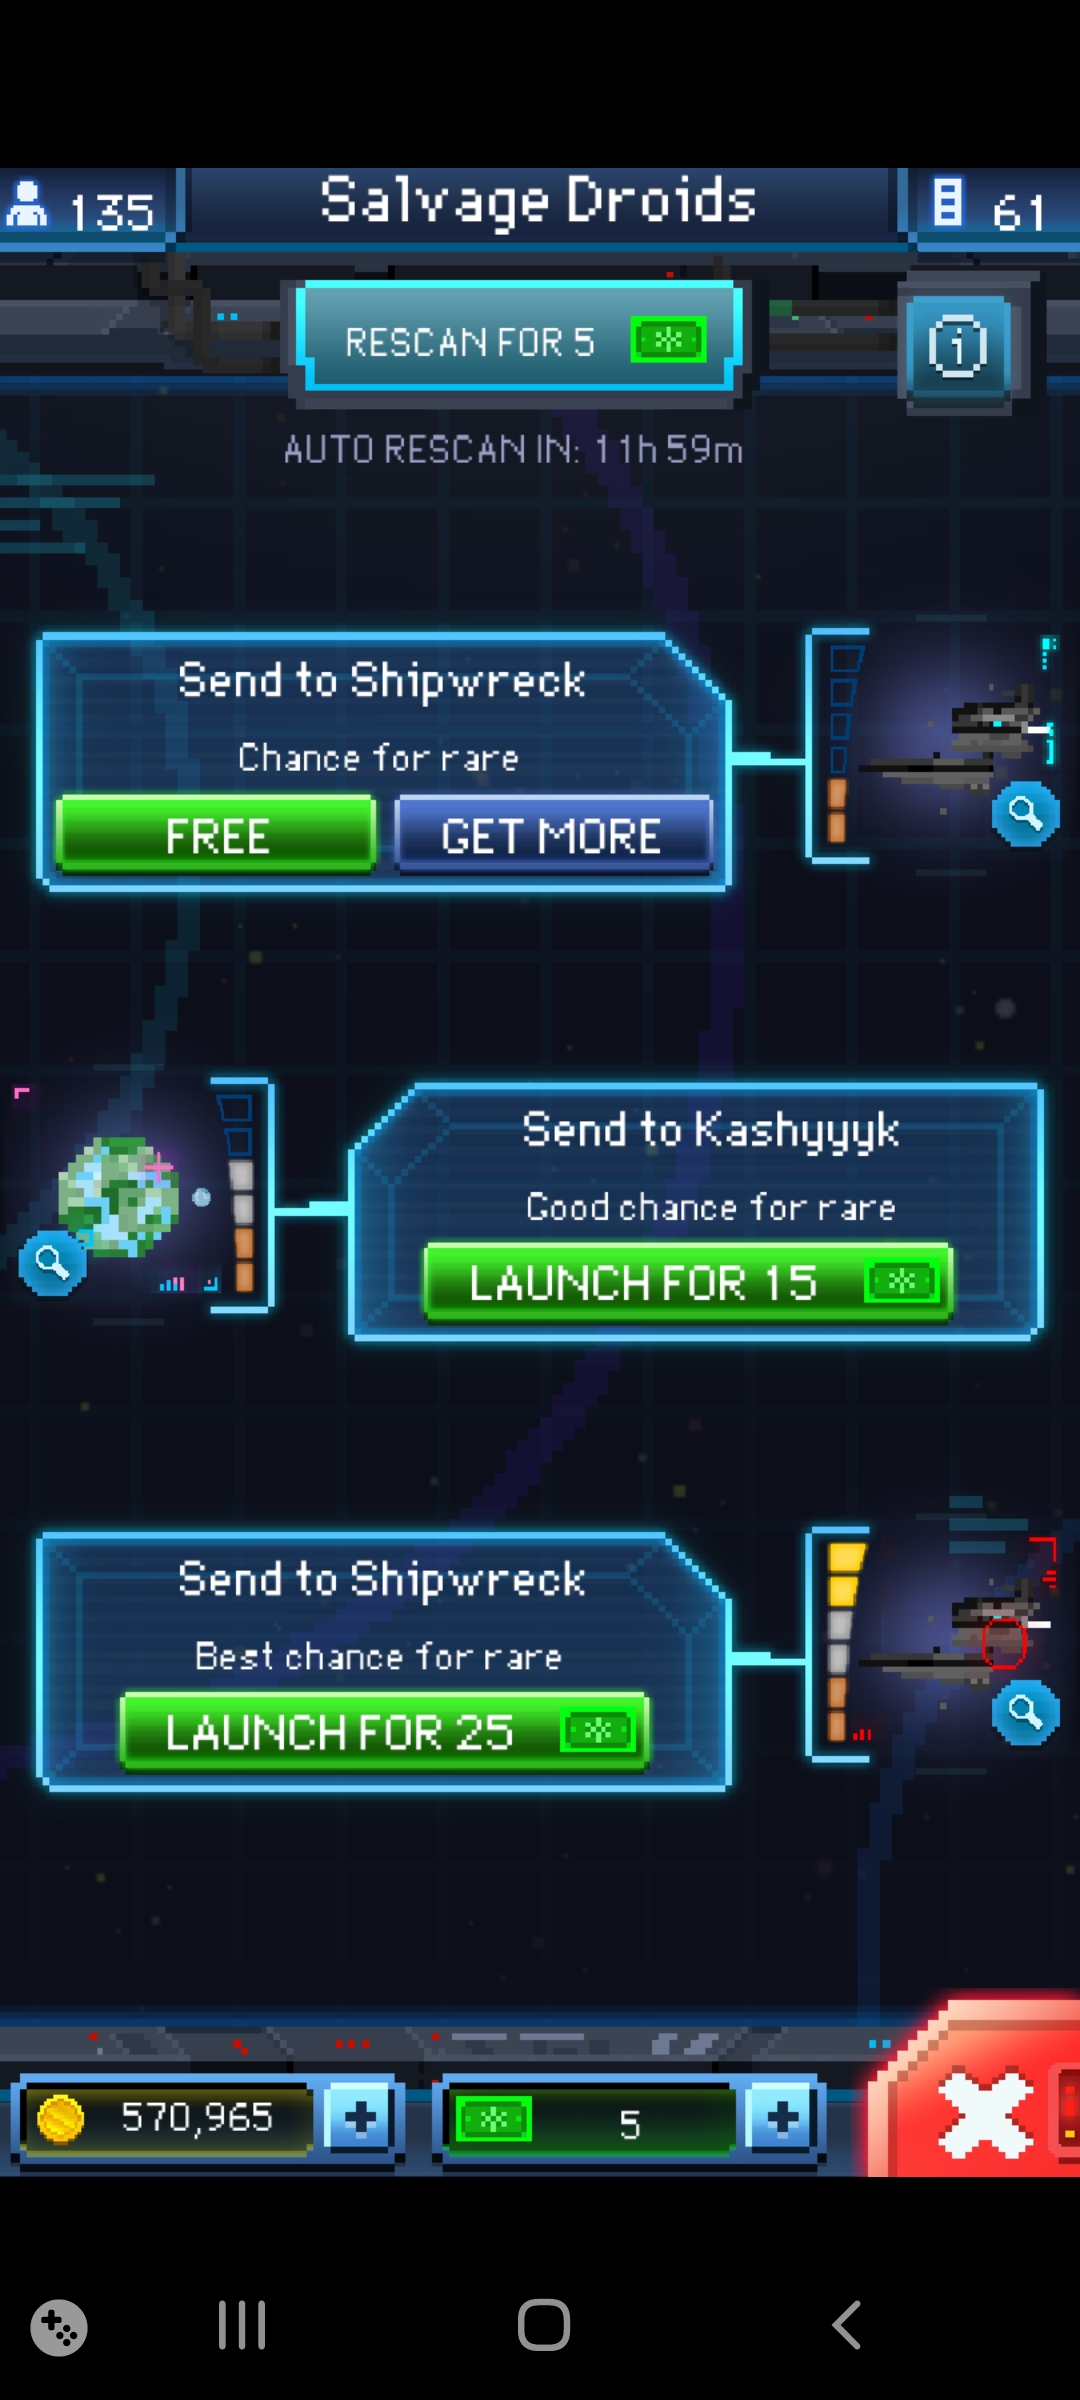 135
Salvage Droids
61
RESCAN FOR 5
AUTO RESCAN IN: 11h 59m
Send to Shipwreck
Chance for rare
FREE
GET MORE
Send to Kashyyyk
Good chance for rare
LAUNCH FOR 15
Send to Shipwreck
Best chance for rare
LAUNCH FOR 25
570,965
5